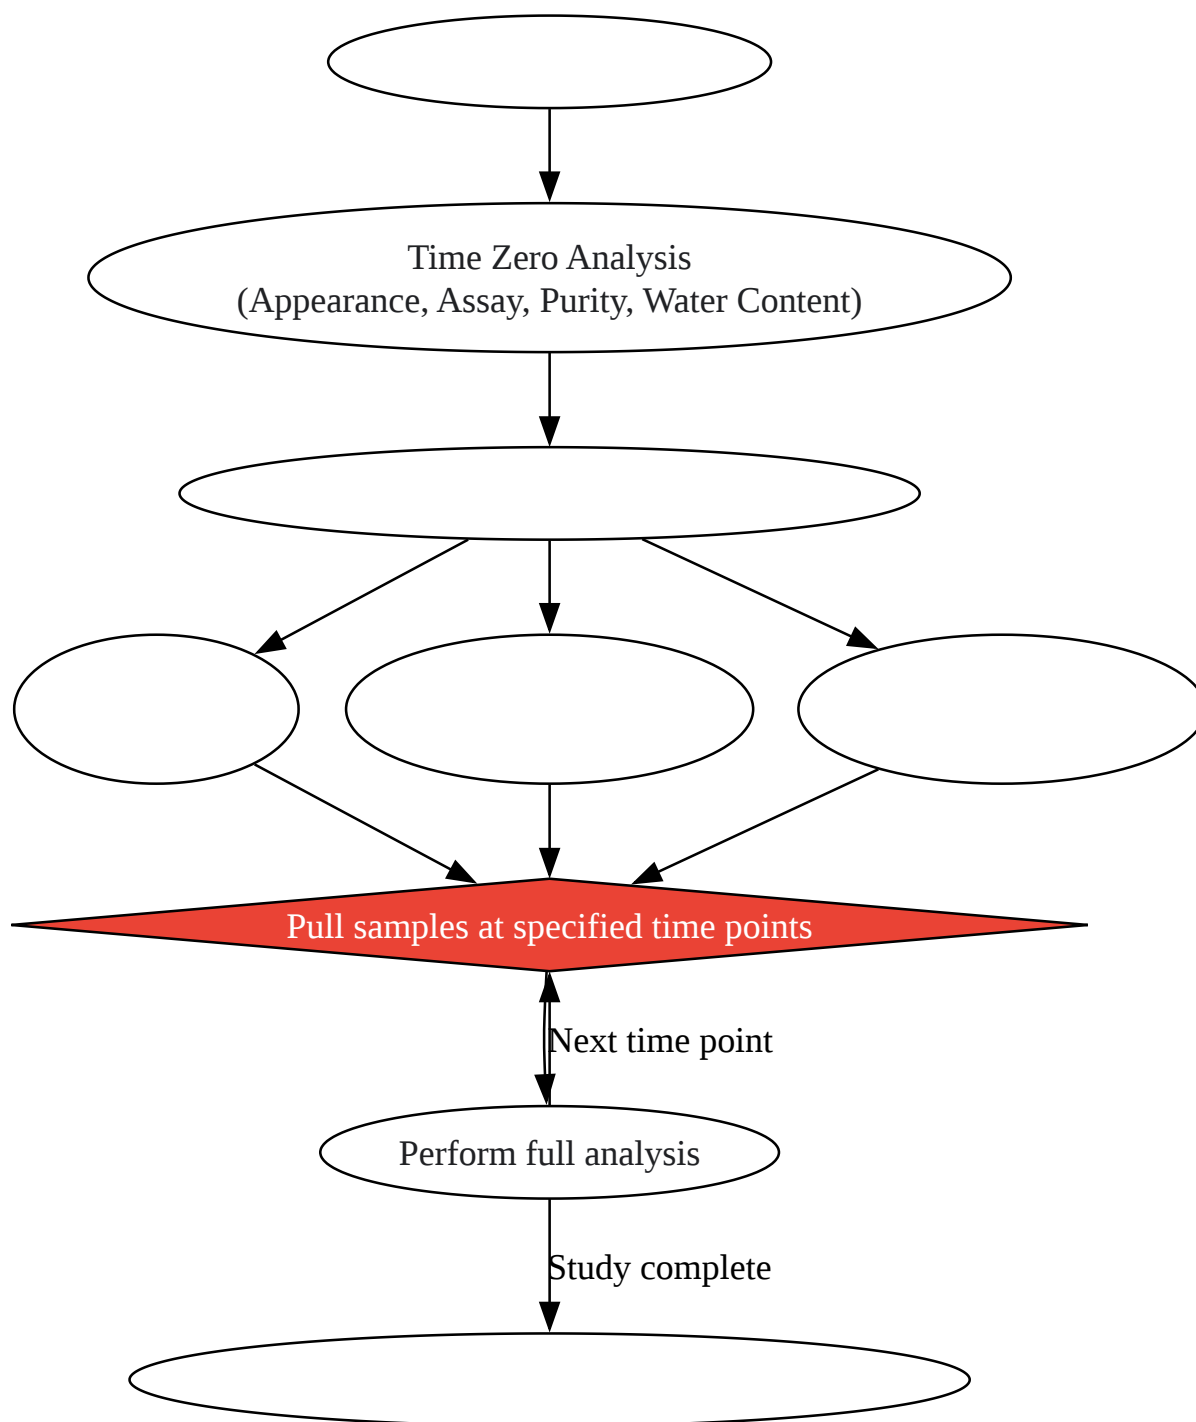 Time Zero Analysis
(Appearance, Assay, Purity, Water Content)
Pull samples at specified time points
Next time point
Perform full analysis
Study complete